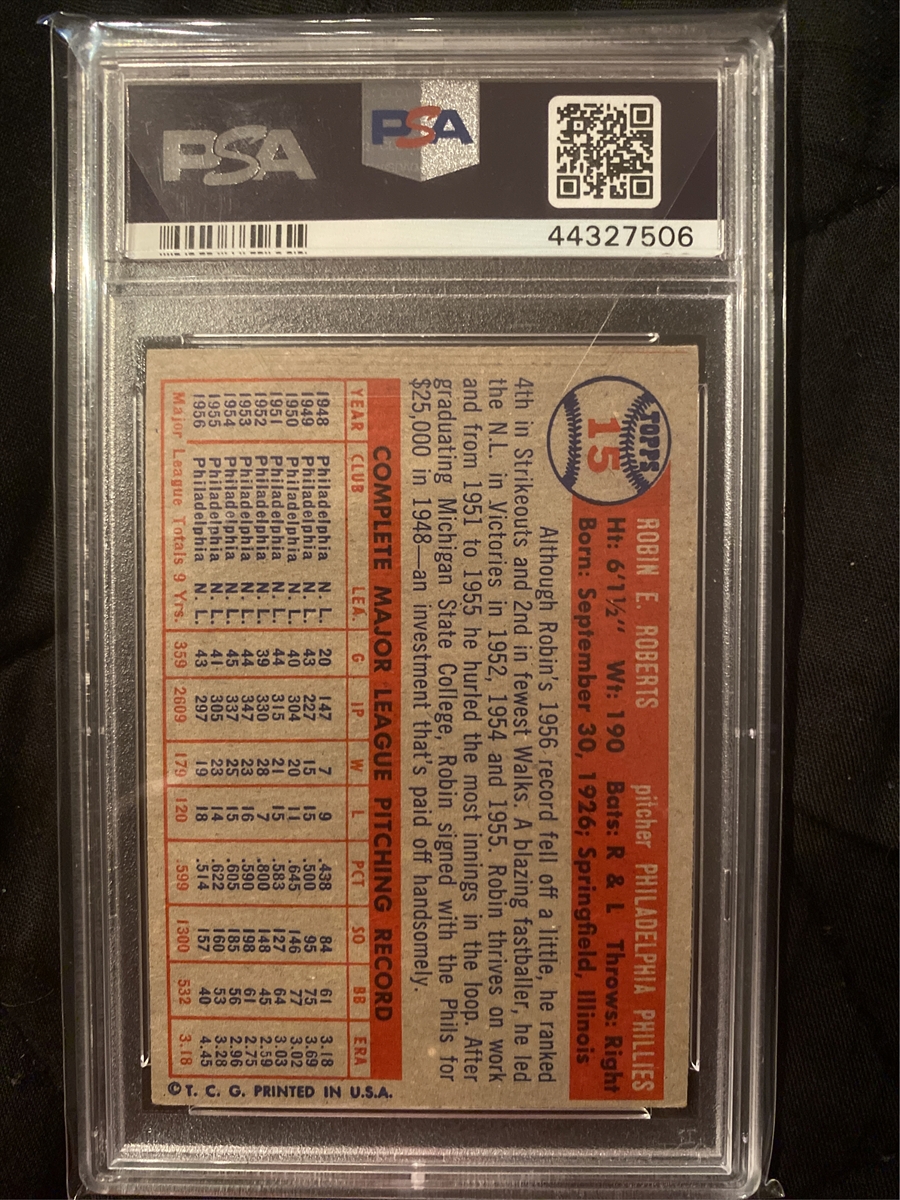 PSA
PSA
44327506
TOPPS
15
ROBIN E. ROBERTS pitcher PHILADELPHIA PHILLIES
Ht: 6'1½" Wt: 190 Bats: R & L Throws: Right
Born: September 30, 1926; Springfield, Illinois
Although Robin's 1956 record fell off a little, he ranked
4th in Strikeouts and 2nd in fewest Walks. A blazing fastballer, he led
the N.L. in Victories in 1952, 1954 and 1955. Robin thrives on work
and from 1951 to 1955 he hurled the most innings in the loop. After
graduating Michigan State College, Robin signed with the Phils for
$25,000 in 1948—an investment that's paid off handsomely.
COMPLETE MAJOR LEAGUE PITCHING RECORD
YEAR CLUB LEA. G IP W L PCT SO BB ERA
1948 Philadelphia N. L. 20 147 7 9 .438 84 61 3.18
1949 Philadelphia N. L. 43 227 15 15 .500 95 75 3.69
1950 Philadelphia N. L. 40 304 20 11 .645 146 77 3.02
1951 Philadelphia N. L. 44 315 21 15 .583 127 64 3.03
1952 Philadelphia N. L. 39 330 28 7 .800 148 45 2.59
1953 Philadelphia N. L. 44 347 23 16 .590 198 61 2.75
1954 Philadelphia N. L. 45 337 25 15 .605 185 56 2.96
1955 Philadelphia N. L. 41 305 23 14 .622 160 53 3.28
1956 Philadelphia N. L. 43 297 19 18 .514 157 40 4.45
Major League Totals 9 Yrs. 359 2609 179 120 .599 1300 532 3.18
© T. C. G. PRINTED IN U.S.A.